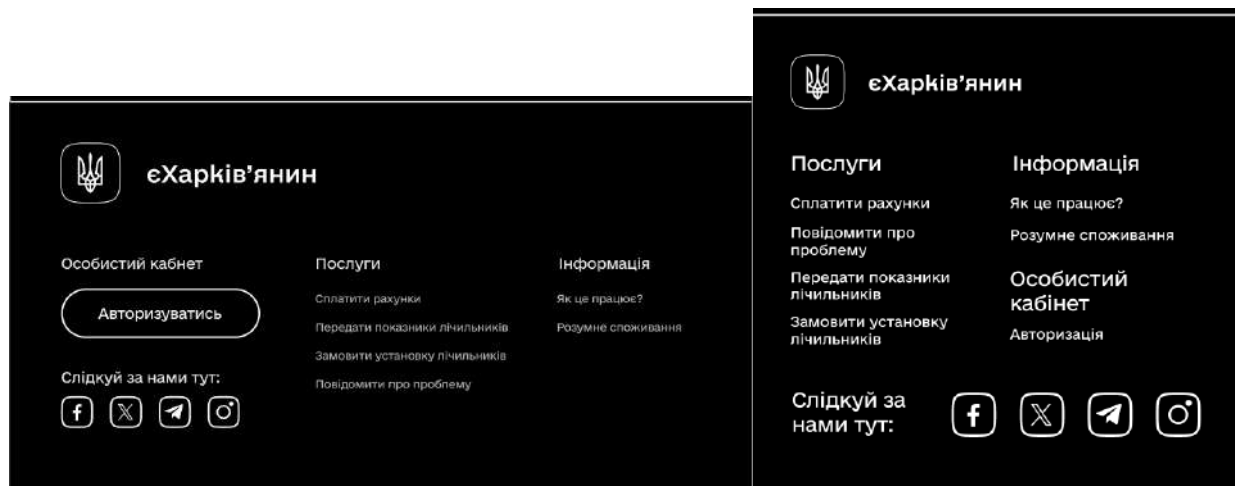 єХарків’янин
Особистий кабнет
Авторизуватись
Слідкуй за нами тут:
Послуги
Сплатити рахунки
Передати показники лічильників
Замовити установку лічильників
Повідомити про проблему
Інформація
Як це працює?
Розумне споживання
єХарків’янин
Послуги
Сплатити рахунки
Повідомити про
проблему
Передати показники
лічильників
Замовити установку
лічильників
Інформація
Як це працює?
Розумне споживання
Особистий
кабінет
Авторизація
Слідкуй за
нами тут: